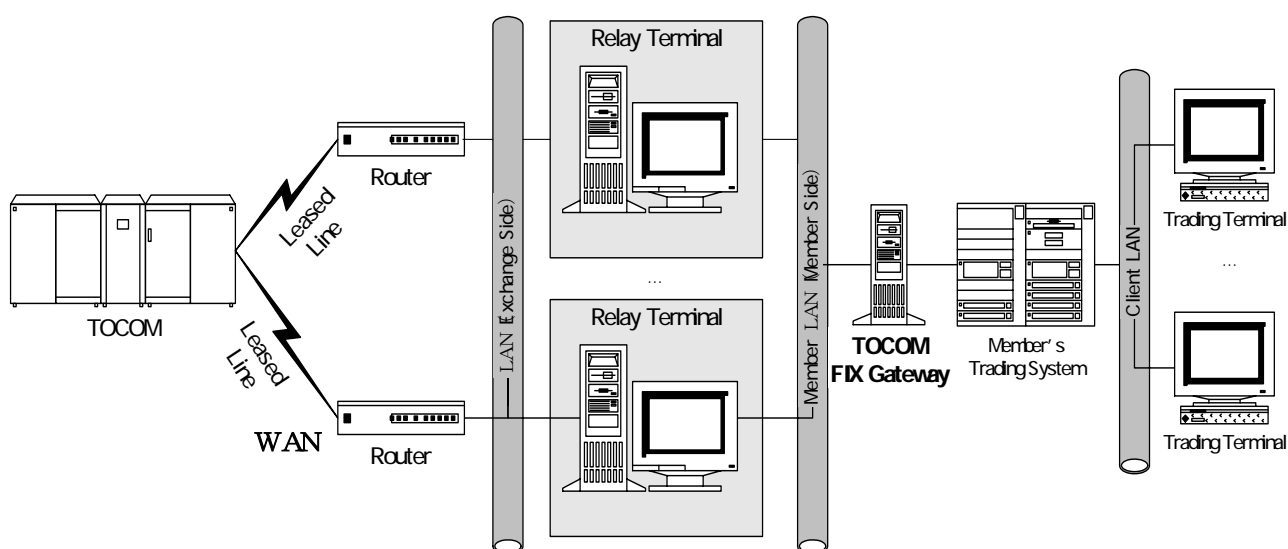 Relay Terminal
Router
Leased
Line
TOCOM
Leased
Line
WAN
Router
LAN (Exchange Side)
...
Relay Terminal
Member LAN (Member Side)
TOCOM
FIX Gateway
Member's
Trading System
Client LAN
Trading Terminal
...
Trading Terminal